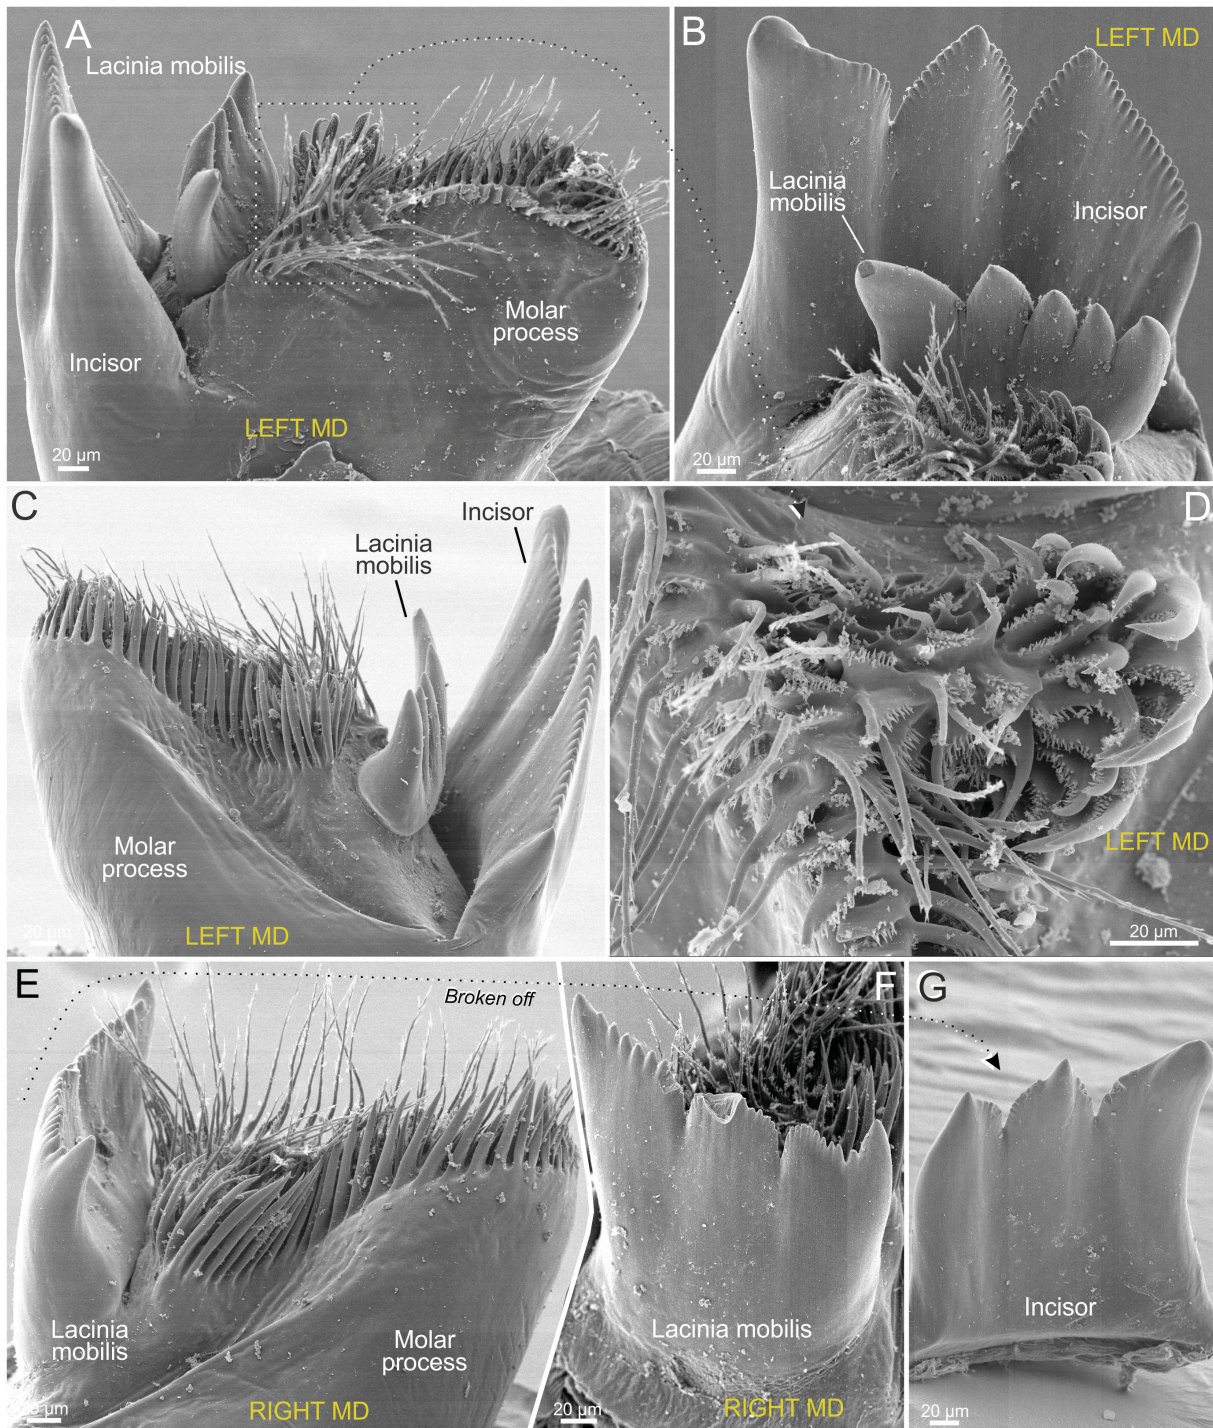 A
Lacinia mobilis
Incisor
Molar
process
LEFT MD
20 µm
B
LEFT MD
Lacinia
mobilis
Incisor
20 µm
C
Incisor
Lacinia
mobilis
Molar
process
LEFT MD
20 µm
D
LEFT MD
20 µm
E
Broken off
Lacinia
mobilis
Molar
process
RIGHT MD
F
Lacinia mobilis
RIGHT MD
20 µm
G
Incisor
20 µm